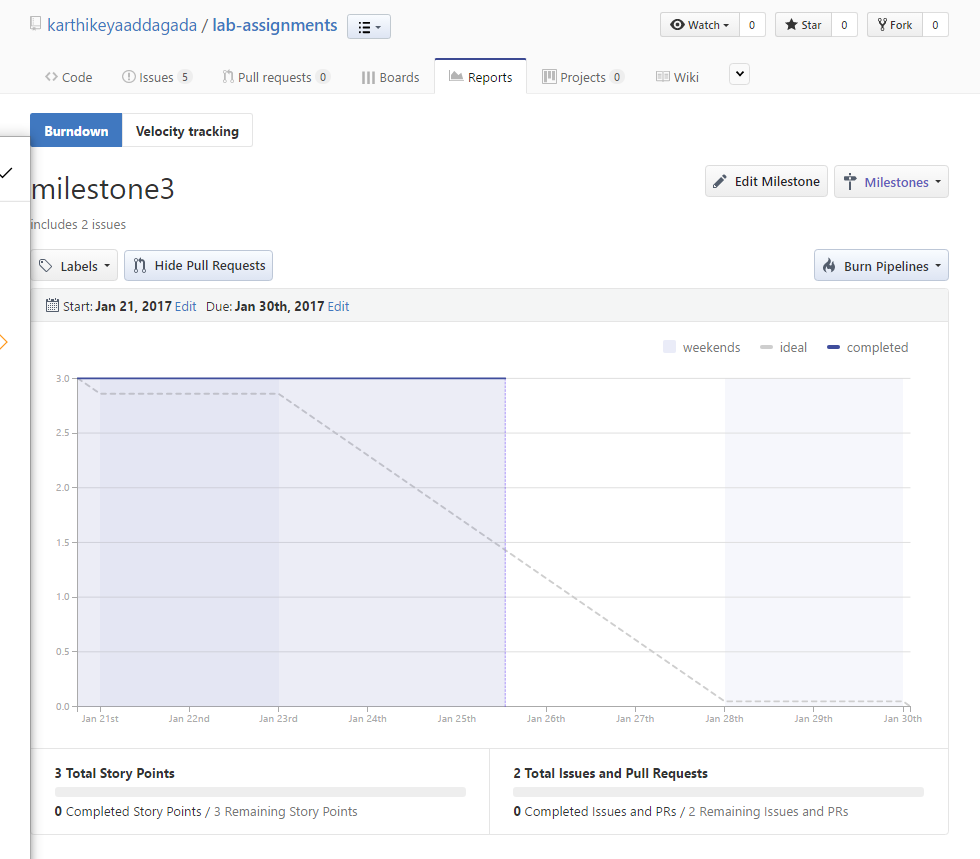 karthikeyaaddagada / lab-assignments
Watch 0 Star 0 Fork 0
Code Issues 5 Pull requests 0 Boards Reports Projects 0 Wiki
Burndown Velocity tracking
milestone3
Edit Milestone Milestones
includes 2 issues
Labels Hide Pull Requests Burn Pipelines
Start: Jan 21, 2017 Edit Due: Jan 30th, 2017 Edit
weekends ideal completed
3.0
2.5
2.0
1.5
1.0
0.5
0.0
Jan 21st Jan 22nd Jan 23rd Jan 24th Jan 25th Jan 26th Jan 27th Jan 28th Jan 29th Jan 30th
3 Total Story Points
0 Completed Story Points / 3 Remaining Story Points
2 Total Issues and Pull Requests
0 Completed Issues and PRs / 2 Remaining Issues and PRs